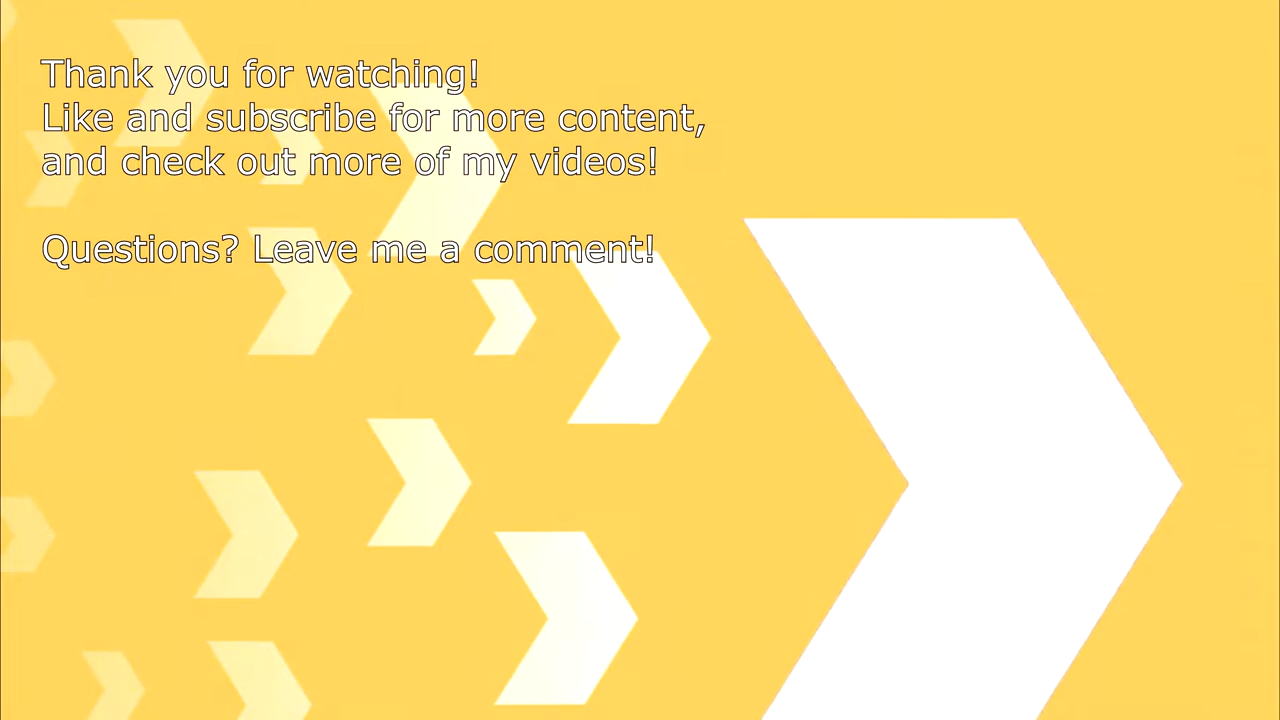 Thank you for watching!
Like and subscribe for more content,
and check out more of my videos!
Questions? Leave me a comment!